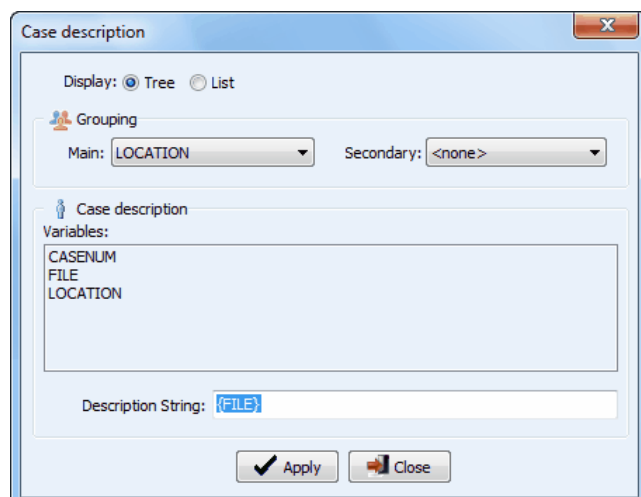 Case description
Display: Tree List
Grouping
Main: LOCATION Secondary: <none>
Case description
Variables:
CASENUM
FILE
LOCATION
Description String: {FILE}
Apply Close